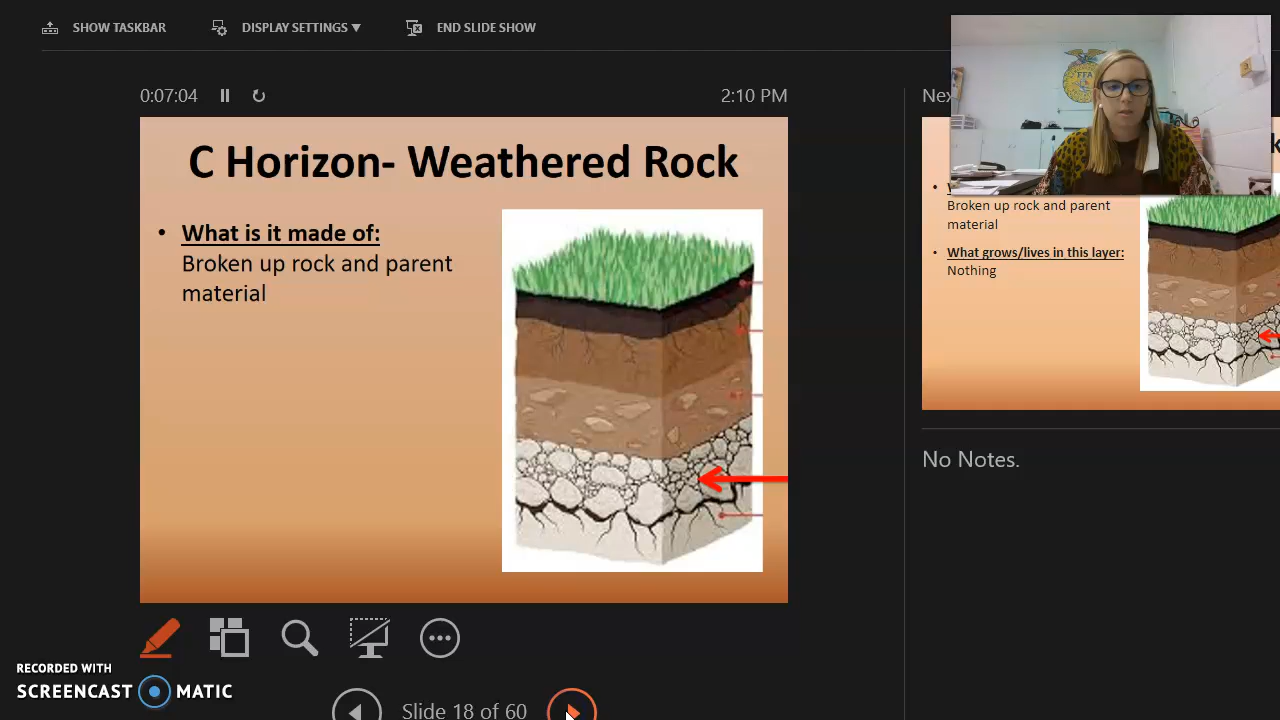 SHOW TASKBAR
DISPLAY SETTINGS ▼
END SLIDE SHOW
0:07:04
2:10 PM
C Horizon- Weathered Rock
• What is it made of:
Broken up rock and parent
material
FFA
Broken up rock and parent
material
• What grows/lives in this layer:
Nothing
No Notes.
RECORDED WITH
SCREENCAST MATIC
Slide 18 of 60